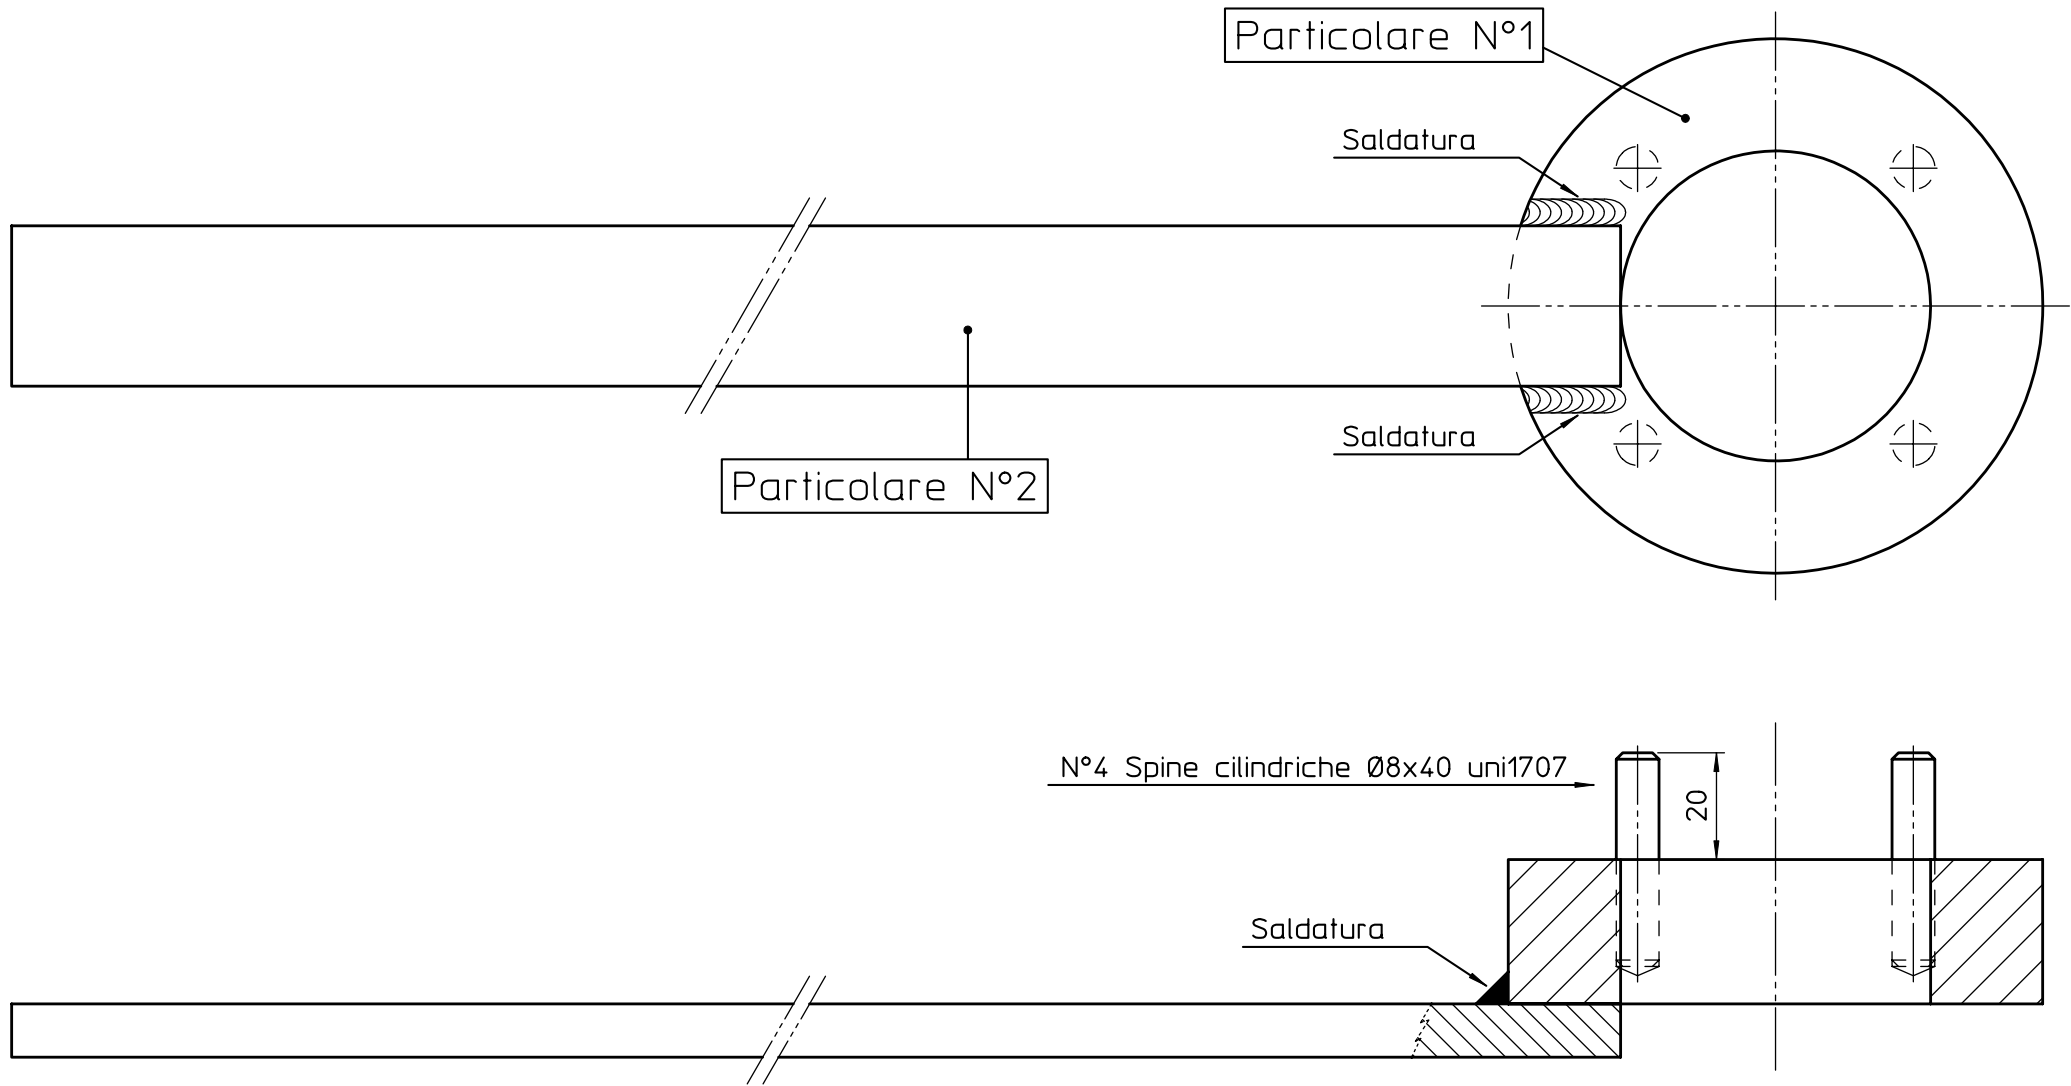 Particolare N°1
Saldatura
Saldatura
Particolare N°2
N°4 Spine cilindriche Ø8x40 uni1707
20
Saldatura